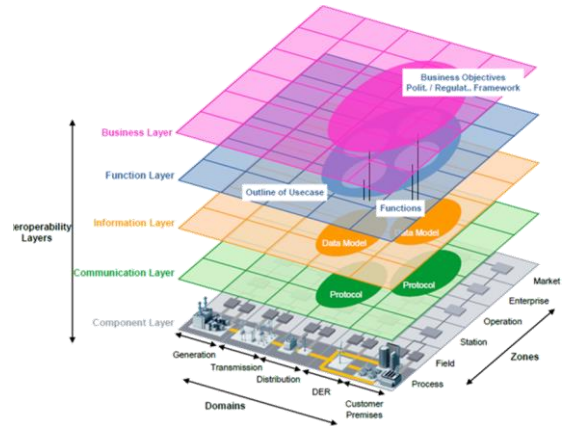 Business Objectives
Polit. / Regulat.. Framework
Business Layer
Function Layer
Outline of Usecase
Functions
Information Layer
Data Model
Data Model
teroperability
Layers
Communication Layer
Protocol
Protocol
Component Layer
Market
Enterprise
Operation
Station
Field
Process
Zones
Generation
Transmission
Distribution
DER
Customer
Premises
Domains